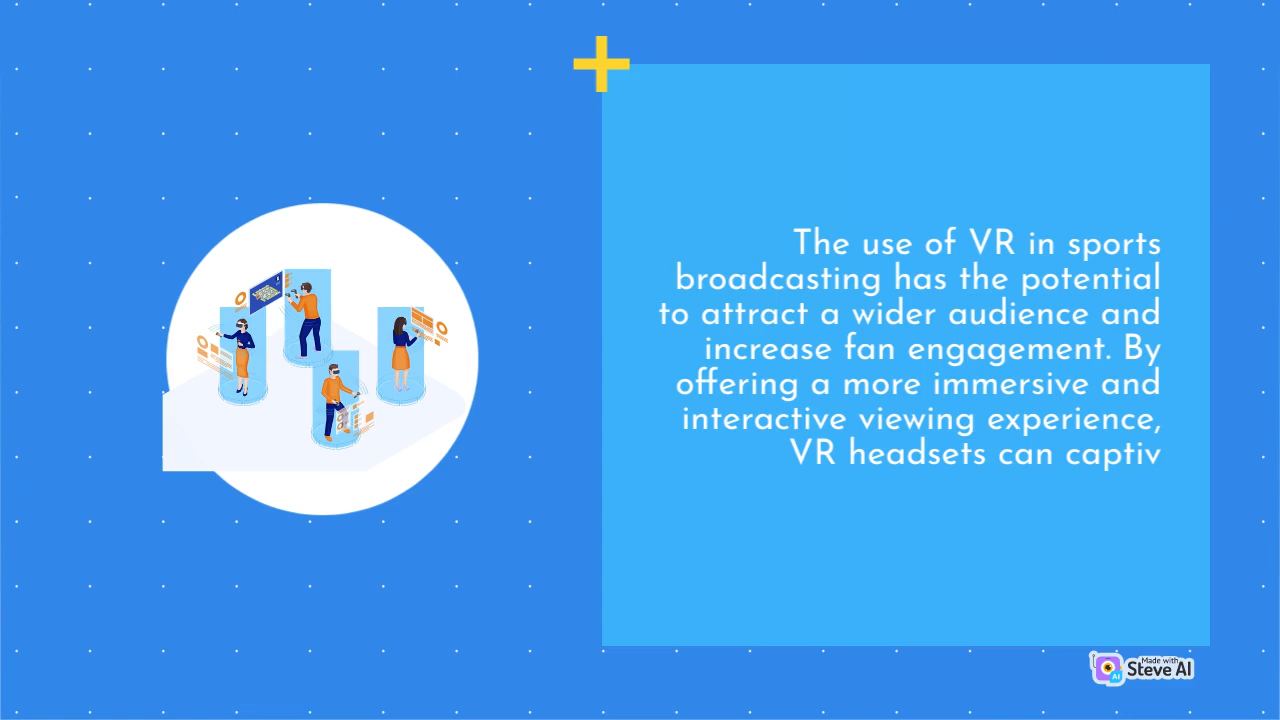 The use of VR in sports
broadcasting has the potential
to attract a wider audience and
increase fan engagement. By
offering a more immersive and
interactive viewing experience,
VR headsets can captiv
Made with
Steve AI
AI